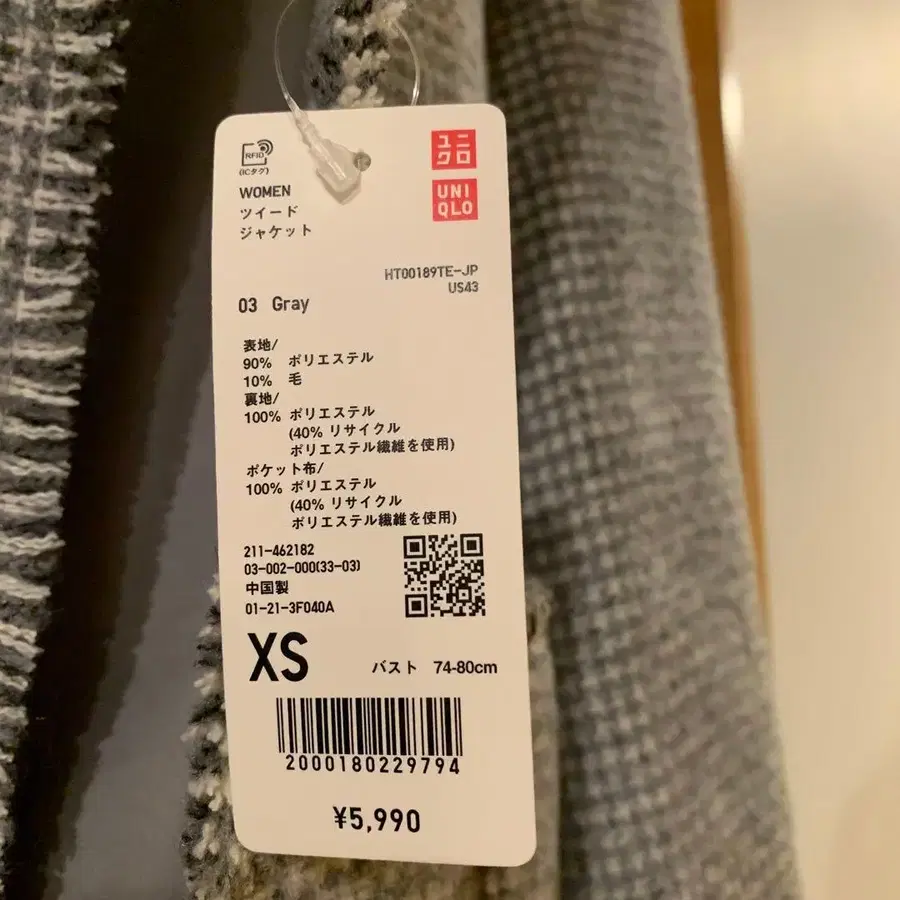 RFID
(ICタグ)
ユニ
クロ
UNI
QLO
WOMEN
ツイード
ジャケット
HT00189TE-JP
US43
03 Gray
表地/
90% ポリエステル
10% 毛
裏地/
100% ポリエステル
(40% リサイクル
ポリエステル繊維を使用)
ポケット布/
100% ポリエステル
(40% リサイクル
ポリエステル繊維を使用)
211-462182
03-002-000(33-03)
中国製
01-21-3F040A
XS バスト 74-80cm
2000180229794
¥5,990